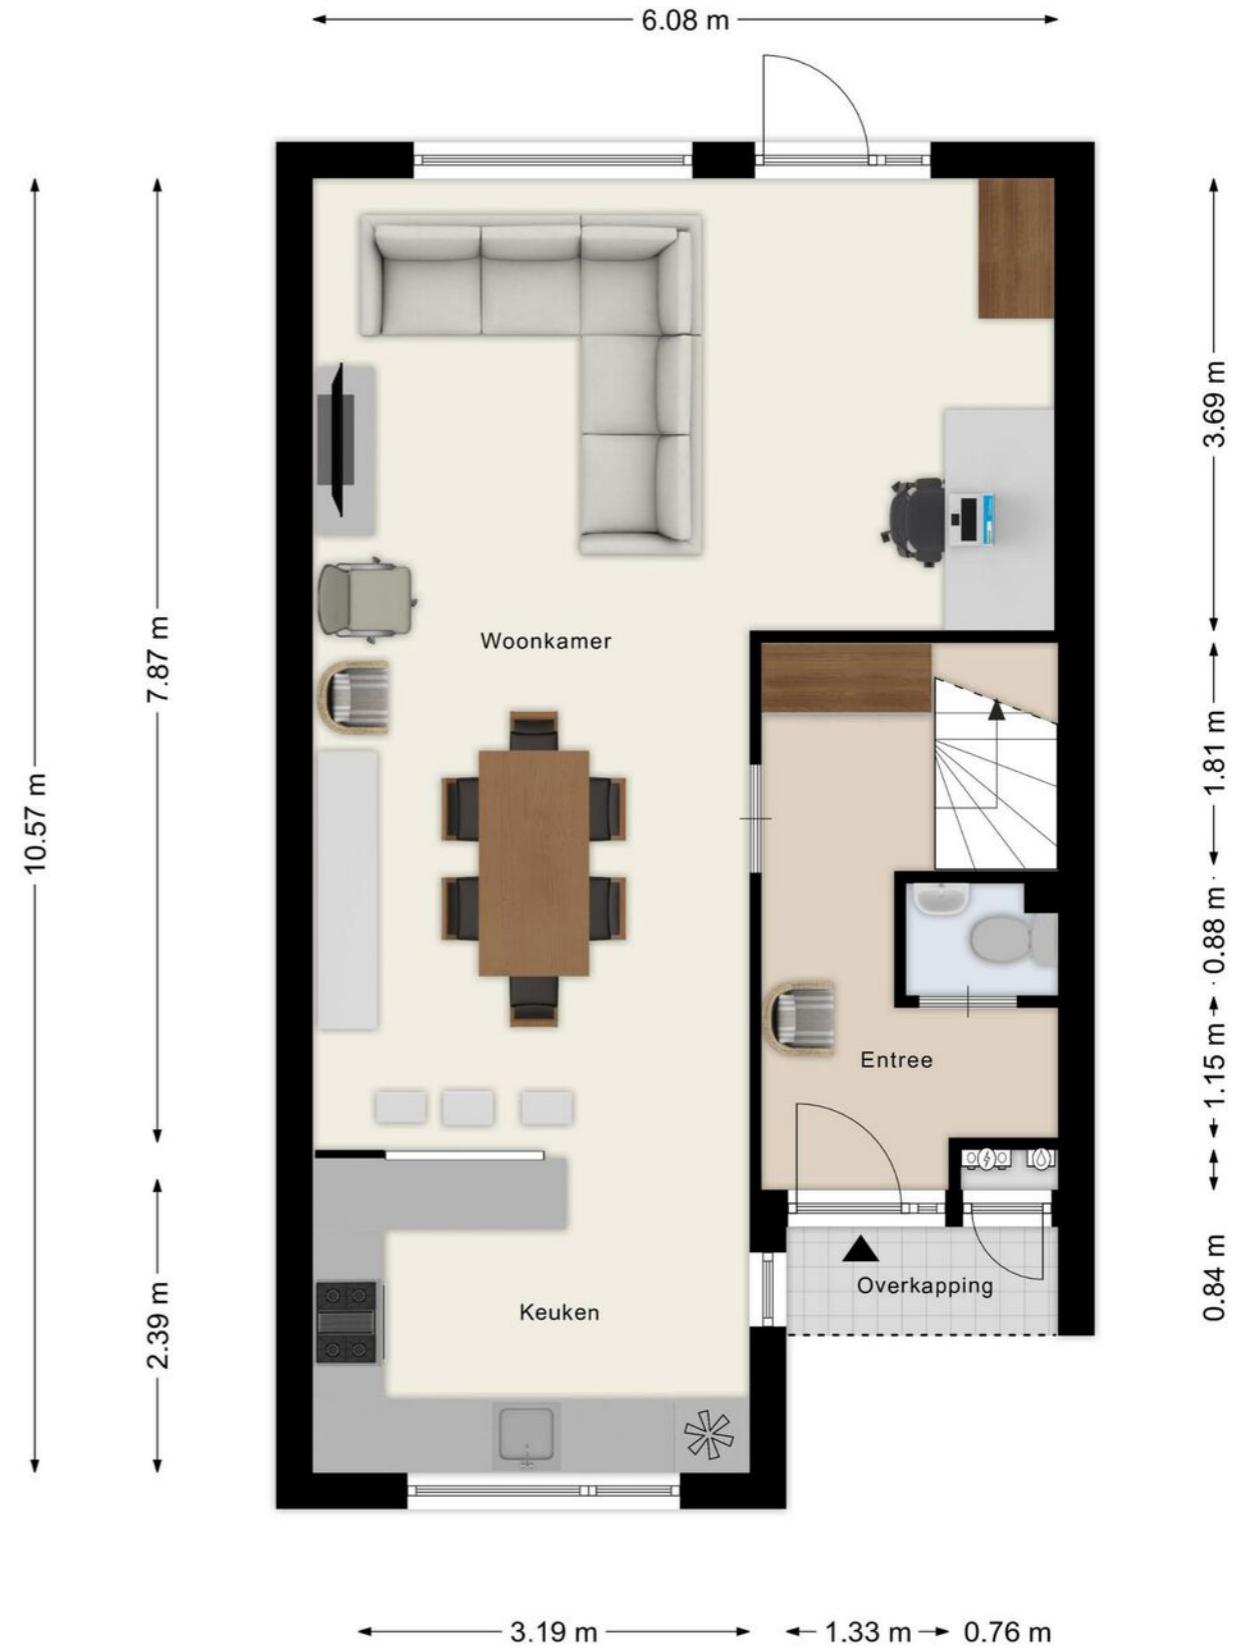 6.08 m
3.69 m
Woonkamer
7.87 m
1.81 m
10.57 m
0.88 m
1.15 m
Entree
0.84 m
Overkapping
Keuken
2.39 m
3.19 m
1.33 m
0.76 m